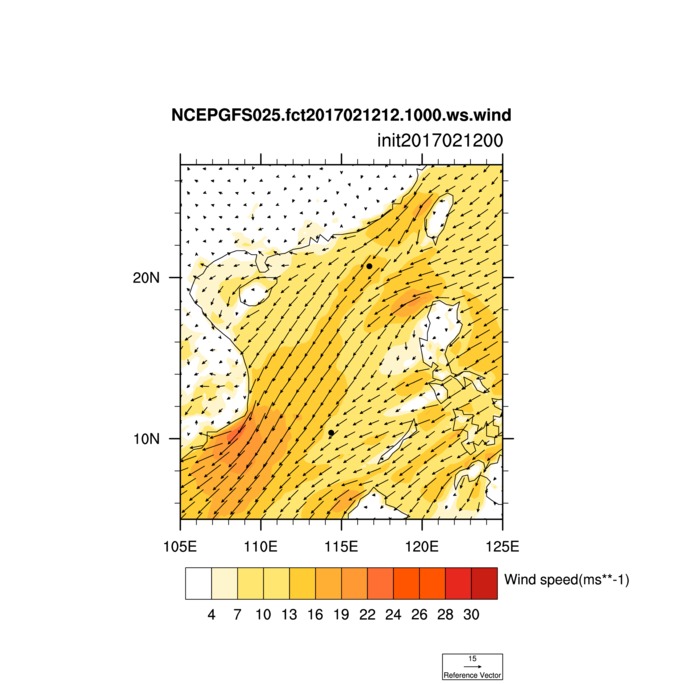 NCEPGFS025.fct2017021212.1000.ws.wind
init2017021200
20N
10N
105E 110E 115E 120E 125E
4 7 10 13 16 19 22 24 26 28 30
Wind speed(ms**-1)
15
Reference Vector